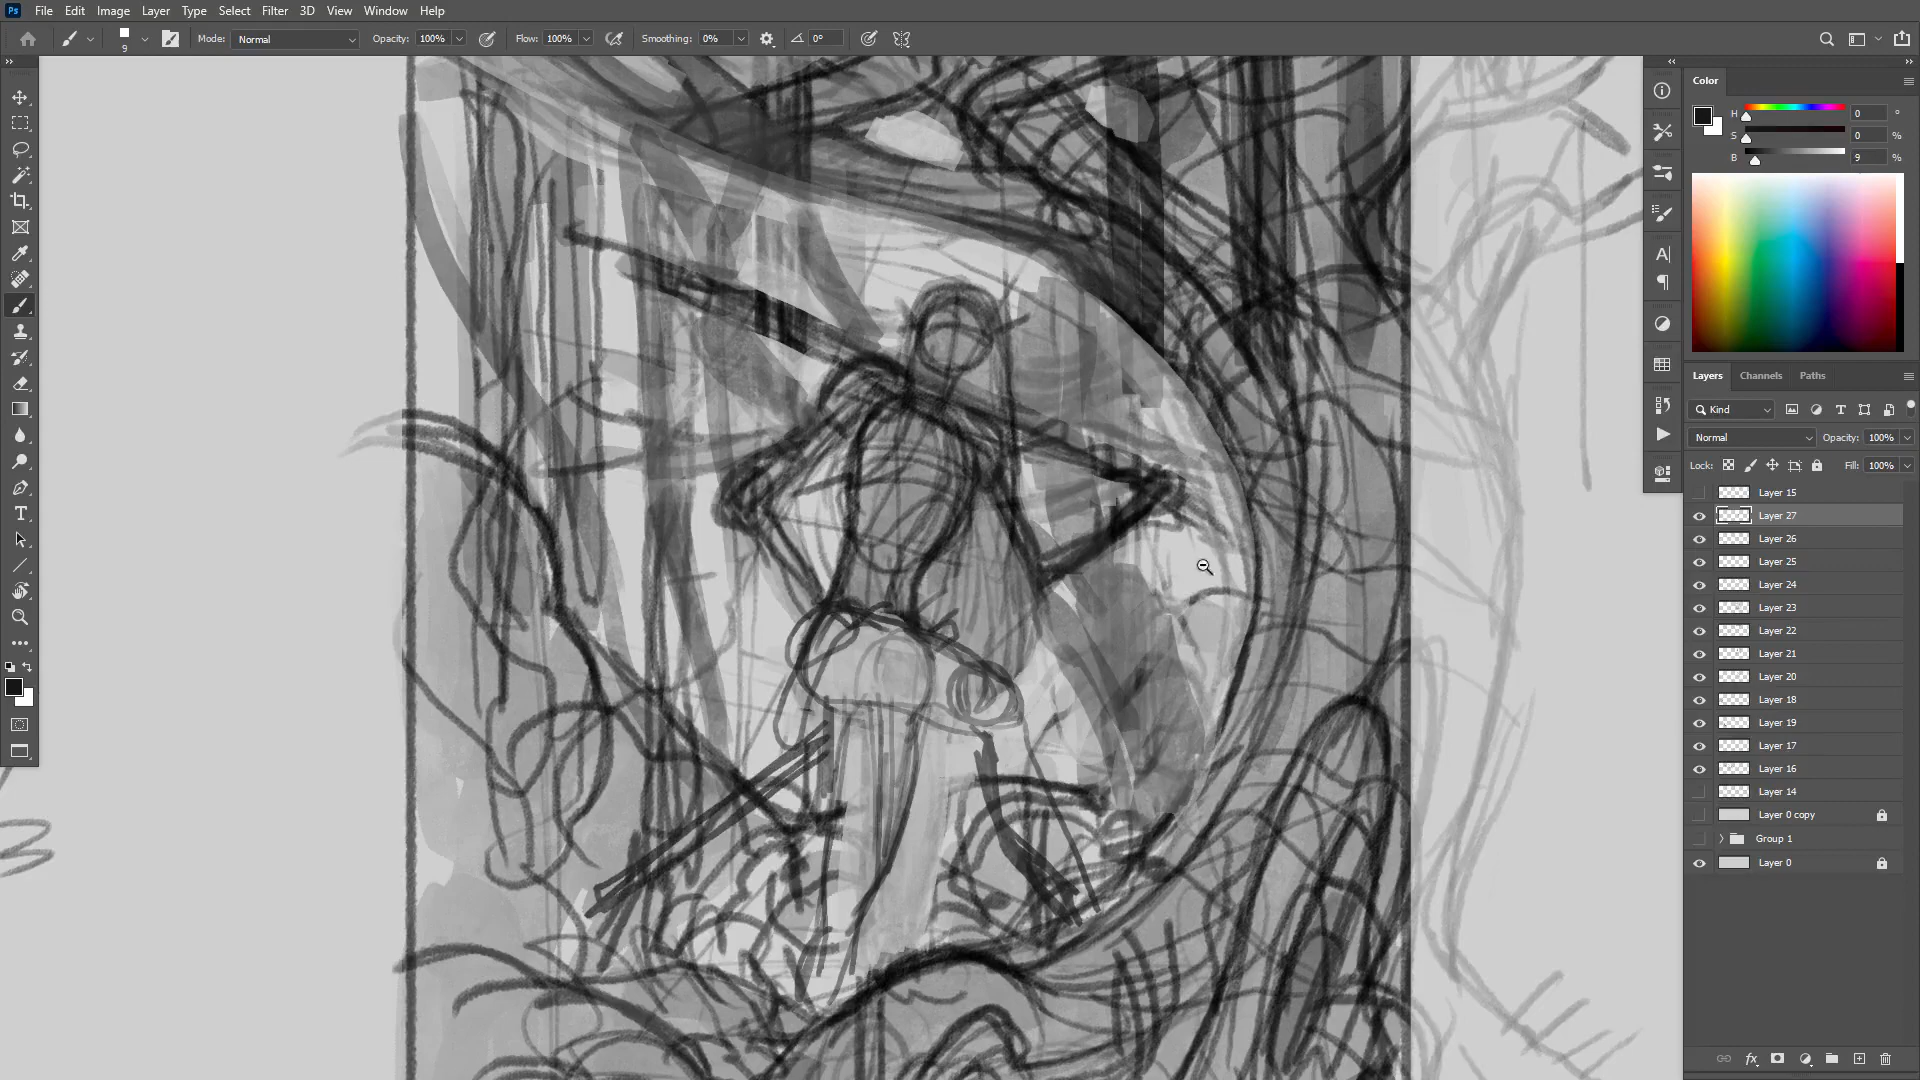 Ps File Edit Image Layer Type Select Filter 3D View Window Help
9 Mode: Normal Opacity: 100% Flow: 100% Smoothing: 0% 0°
Color
H 0 °
S 0 %
B 9 %
Layers Channels Paths
Kind
Normal Opacity: 100%
Lock: Fill: 100%
Layer 15
Layer 27
Layer 26
Layer 25
Layer 24
Layer 23
Layer 22
Layer 21
Layer 20
Layer 18
Layer 19
Layer 17
Layer 16
Layer 14
Layer 0 copy
Group 1
Layer 0